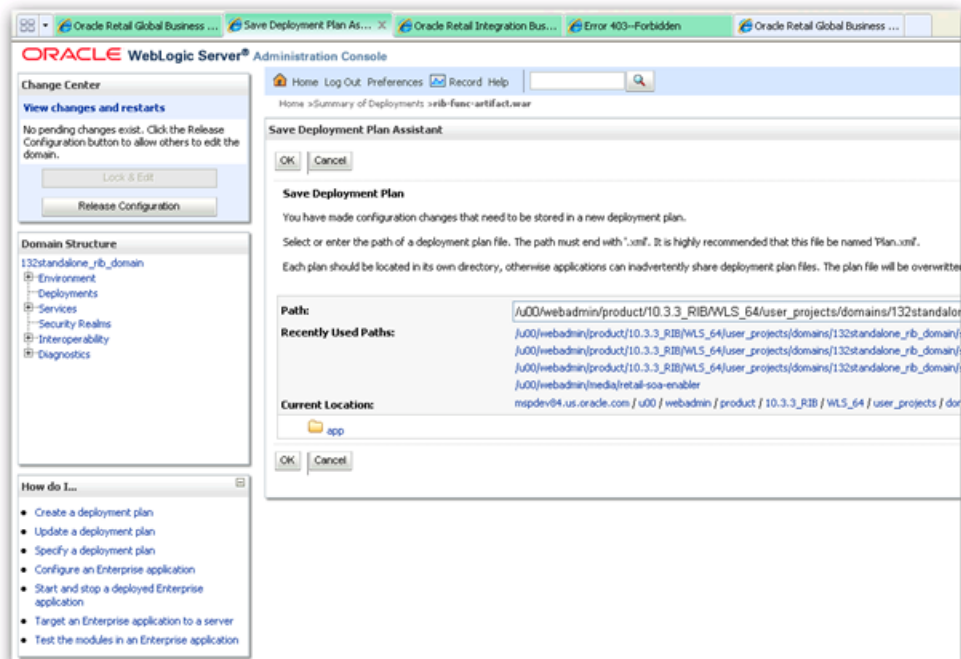 Oracle Retail Global Business ... Save Deployment Plan As... X Oracle Retail Integration Bus... Error 403--Forbidden Oracle Retail Global Business ...
ORACLE WebLogic Server® Administration Console
Change Center
View changes and restarts
No pending changes exist. Click the Release
Configuration button to allow others to edit the
domain.
Lock & Edit
Release Configuration
Domain Structure
132standalone_rib_domain
Environment
Deployments
Services
Security Realms
Interoperability
Diagnostics
How do I...
Create a deployment plan
Update a deployment plan
Specify a deployment plan
Configure an Enterprise application
Start and stop a deployed Enterprise
application
Target an Enterprise application to a server
Test the modules in an Enterprise application
Home Log Out Preferences Record Help
Home >Summary of Deployments >rib-func-artifact.war
Save Deployment Plan Assistant
OK Cancel
Save Deployment Plan
You have made configuration changes that need to be stored in a new deployment plan.
Select or enter the path of a deployment plan file. The path must end with '.xml'. It is highly recommended that this file be named 'Plan.xml'.
Each plan should be located in its own directory, otherwise applications can inadvertently share deployment plan files. The plan file will be overwritte
Path: /u00/webadmin/product/10.3.3_RIB/WLS_64/user_projects/domains/132standalor
Recently Used Paths: /u00/webadmin/product/10.3.3_RIB/WLS_64/user_projects/domains/132standalone_rib_domain/
/u00/webadmin/product/10.3.3_RIB/WLS_64/user_projects/domains/132standalone_rib_domain/
/u00/webadmin/product/10.3.3_RIB/WLS_64/user_projects/domains/132standalone_rib_domain/
/u00/webadmin/media/retail-soa-enabler
Current Location: mspdev84.us.oracle.com / u00 / webadmin / product / 10.3.3_RIB / WLS_64 / user_projects / dor
app
OK Cancel